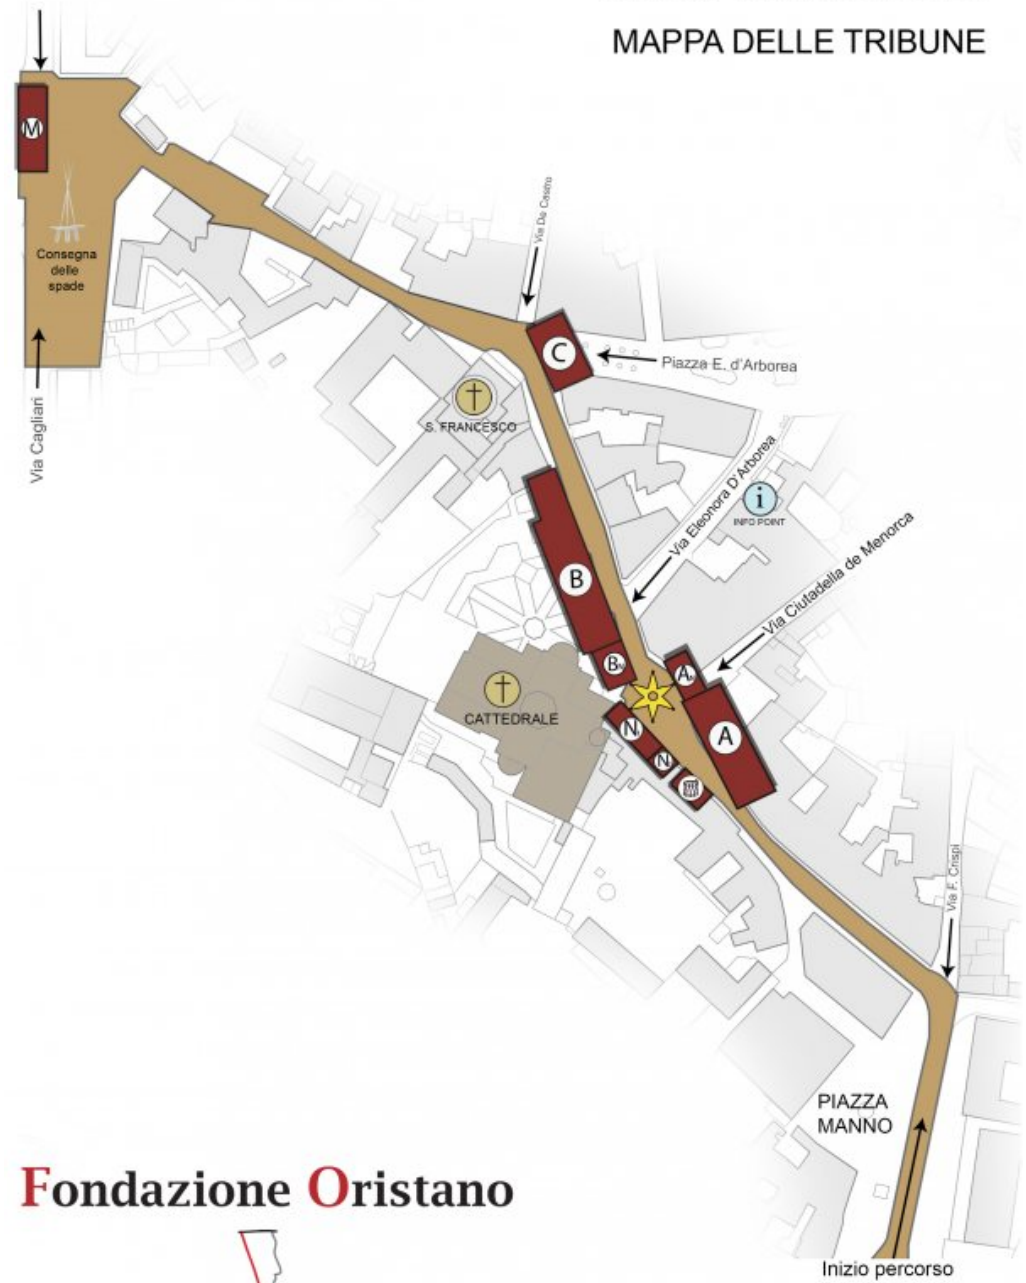 MAPPA DELLE TRIBUNE
M
Consegna
delle
spade
Via Cagliari
Via De Castro
C
Piazza E. d'Arborea
S. FRANCESCO
Via Eleonora D'Arborea
i
INFO POINT
Via Ciutadella de Menorca
B
B
A
CATTEDRALE
N
A
N
Via F. Crispi
PIAZZA
MANNO
Fondazione Oristano
Inizio percorso